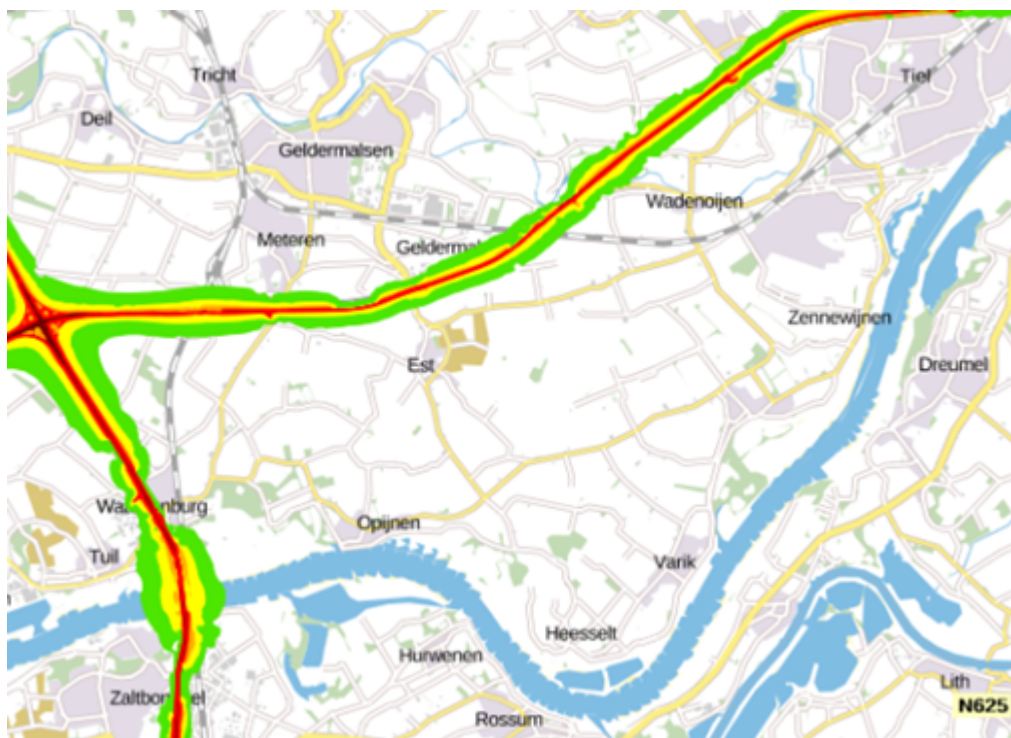 Tricht
Tiel
Deil
Geldermalsen
Wadenoijen
Meteren
Zennewijnen
Est
Dreumel
Opijnen
Tuil
Varik
Heesselt
Hurwenen
Lith
N625
Rossum